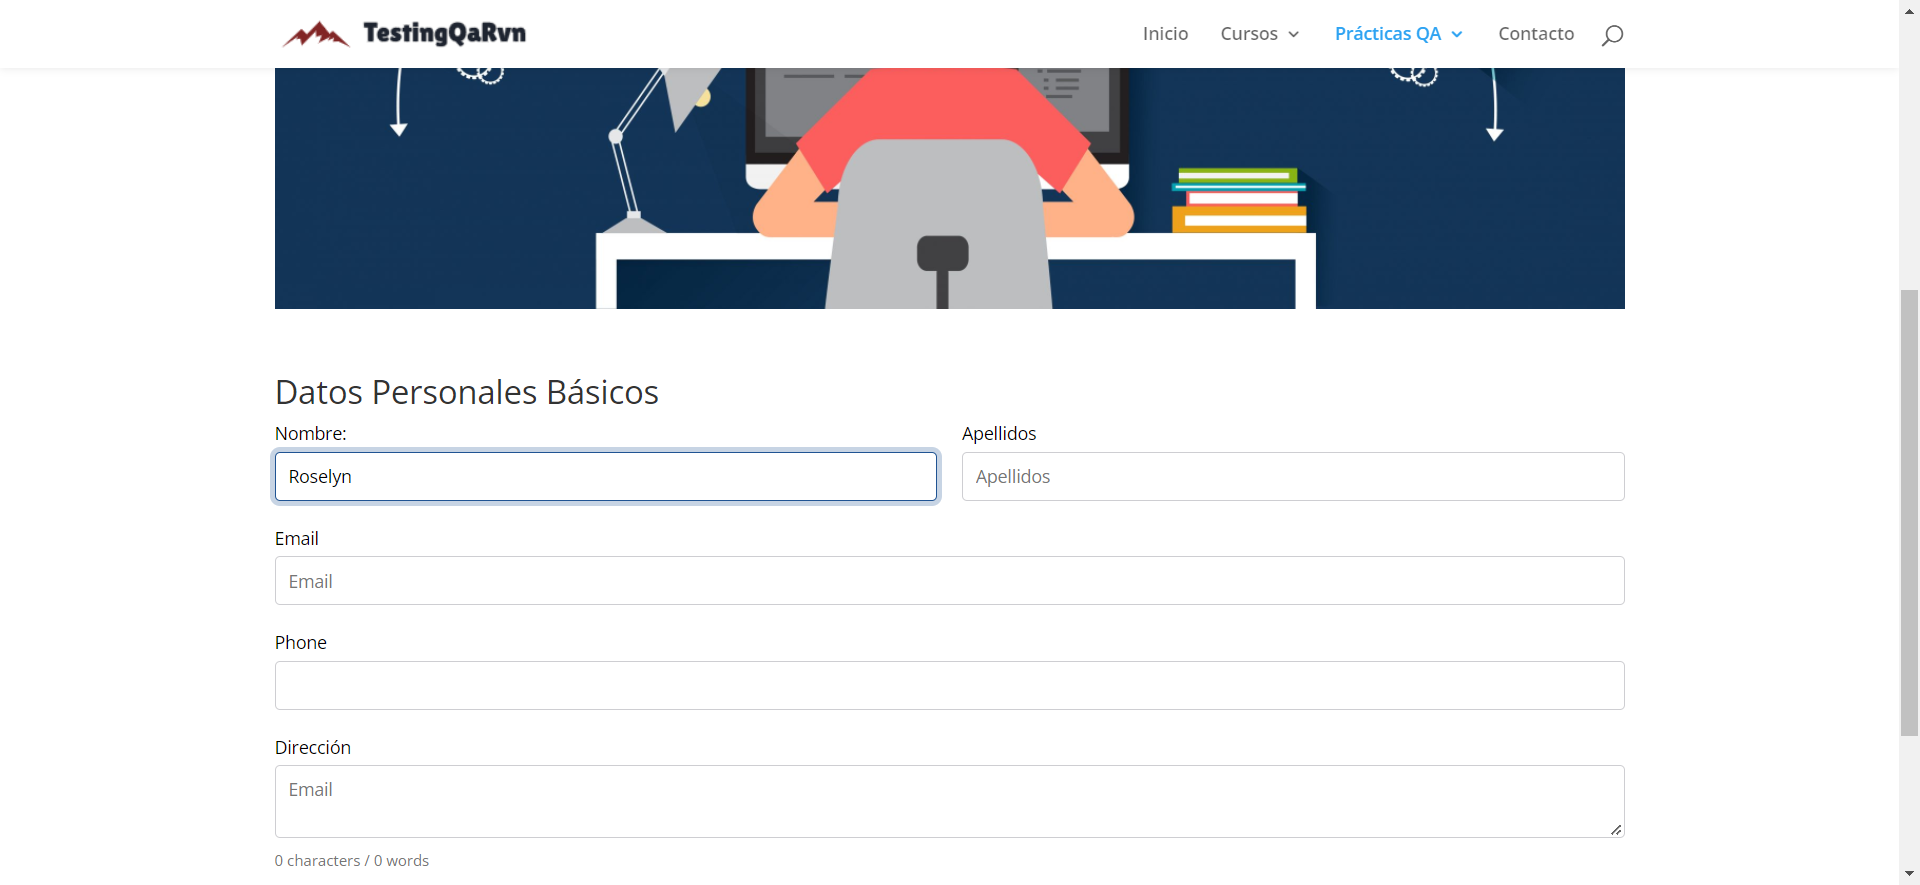 TestingQaRvn
Inicio Cursos Prácticas QA Contacto
Datos Personales Básicos
Nombre: Apellidos
Roselyn Apellidos
Email
Email
Phone
Dirección
Email
0 characters / 0 words